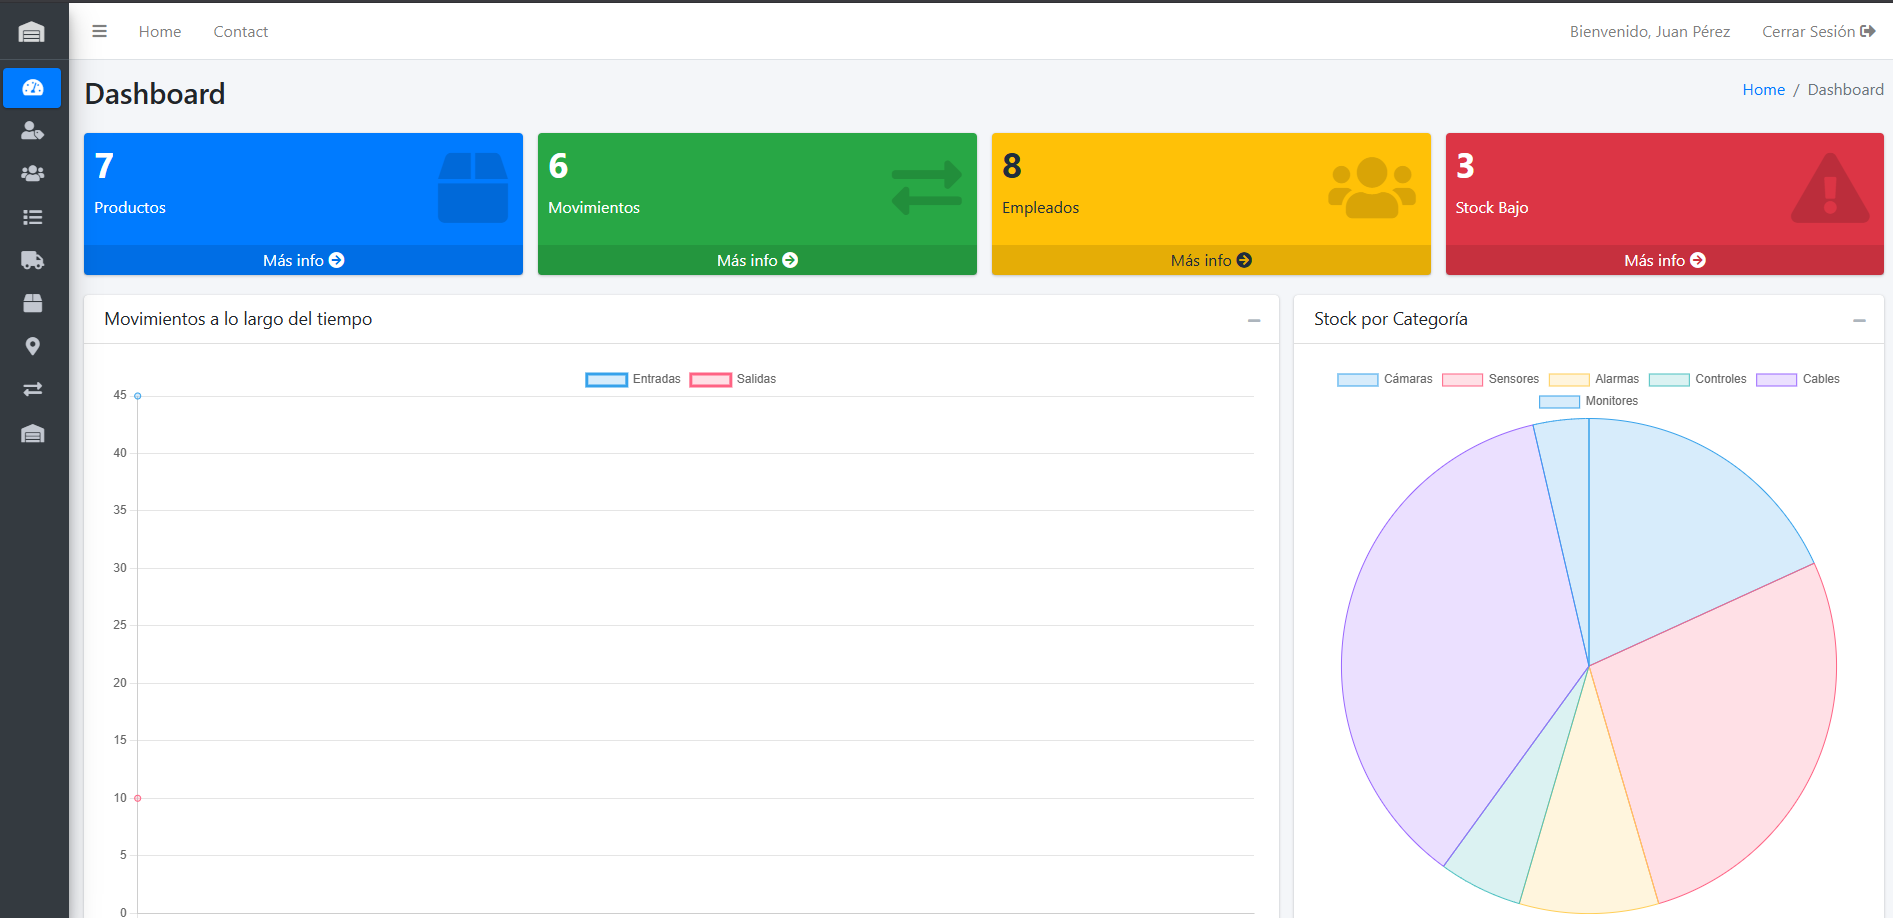 Home Contact Bienvenido, Juan Pérez Cerrar Sesión
Dashboard
Home / Dashboard
7
Productos
Más info
6
Movimientos
Más info
8
Empleados
Más info
3
Stock Bajo
Más info
Movimientos a lo largo del tiempo
Entradas Salidas
45
40
35
30
25
20
15
10
5
0
Stock por Categoría
Cámaras Sensores Alarmas Controles Cables
Monitores